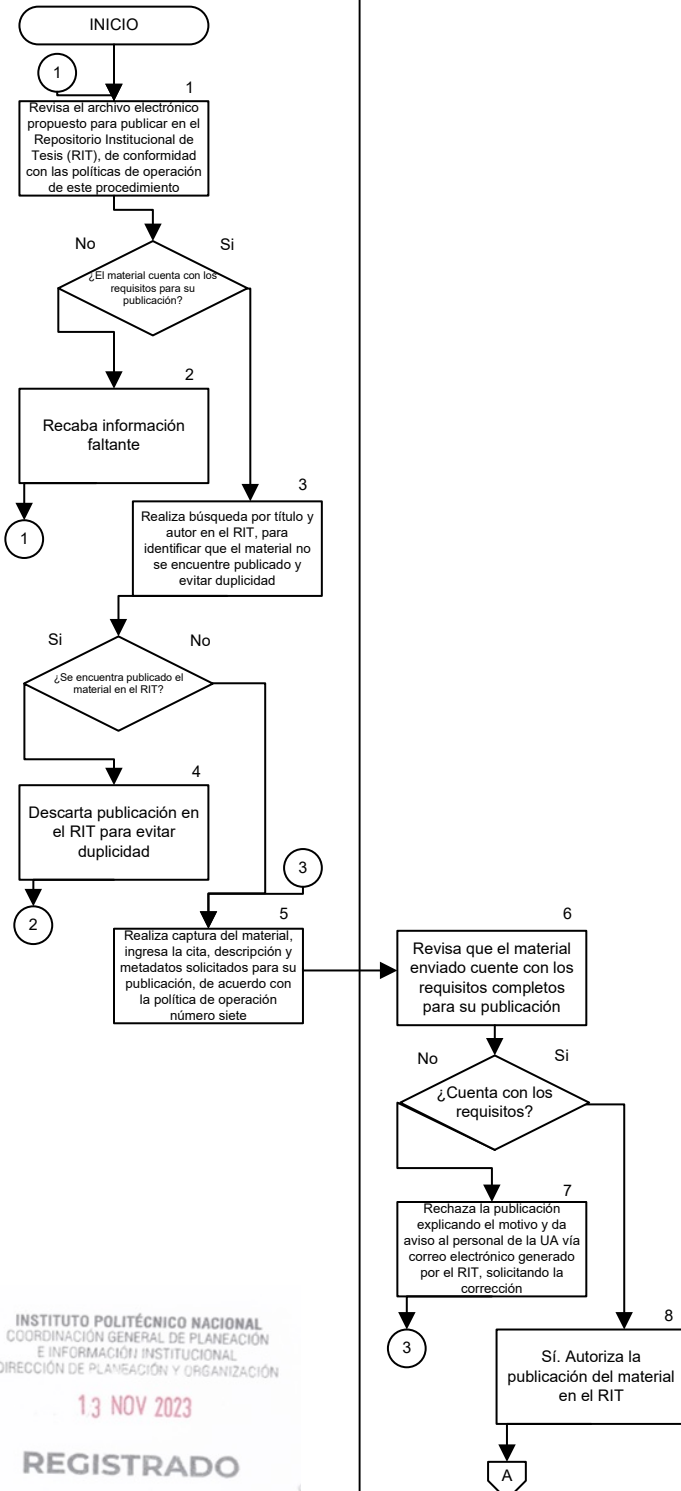 INICIO
1
1
Revisa el archivo electrónico
propuesto para publicar en el
Repositorio Institucional de
Tesis (RIT), de conformidad
con las políticas de operación
de este procedimiento
No
Si
¿El material cuenta con los
requisitos para su
publicación?
2
Recaba información
faltante
1
3
Realiza búsqueda por título y
autor en el RIT, para
identificar que el material no
se encuentre publicado y
evitar duplicidad
Si
No
¿Se encuentra publicado el
material en el RIT?
4
Descarta publicación en
el RIT para evitar
duplicidad
2
3
5
Realiza captura del material,
ingresa la cita, descripción y
metadatos solicitados para su
publicación, de acuerdo con
la política de operación
número siete
6
Revisa que el material
enviado cuente con los
requisitos completos
para su publicación
No
Si
¿Cuenta con los
requisitos?
7
Rechaza la publicación
explicando el motivo y da
aviso al personal de la UA vía
correo electrónico generado
por el RIT, solicitando la
corrección
3
8
Sí. Autoriza la
publicación del material
en el RIT
A
INSTITUTO POLITÉCNICO NACIONAL
COORDINACIÓN GENERAL DE PLANEACIÓN
E INFORMACIÓN INSTITUCIONAL
DIRECCIÓN DE PLANEACIÓN Y ORGANIZACIÓN
13 NOV 2023
REGISTRADO